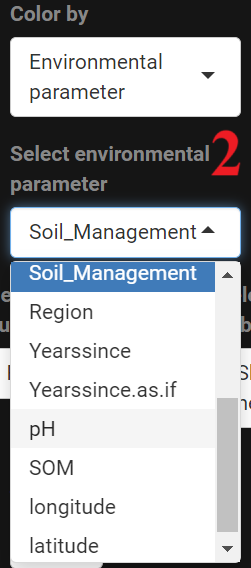 Color by
Environmental
parameter
Select environmental 2
parameter
Soil_Management
Soil_Management
Region
Yearssince
Yearssince.as.if
pH
SOM
longitude
latitude